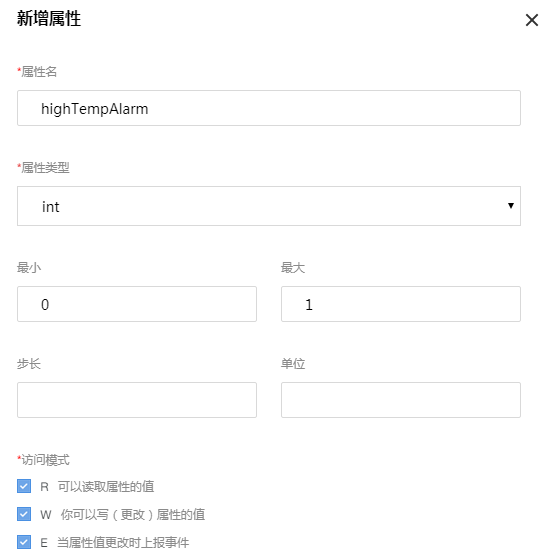 新增属性
*属性名
highTempAlarm
*属性类型
int
最小 最大
0 1
步长 单位
*访问模式
R 可以读取属性的值
W 你可以写（更改）属性的值
E 当属性值更改时上报事件